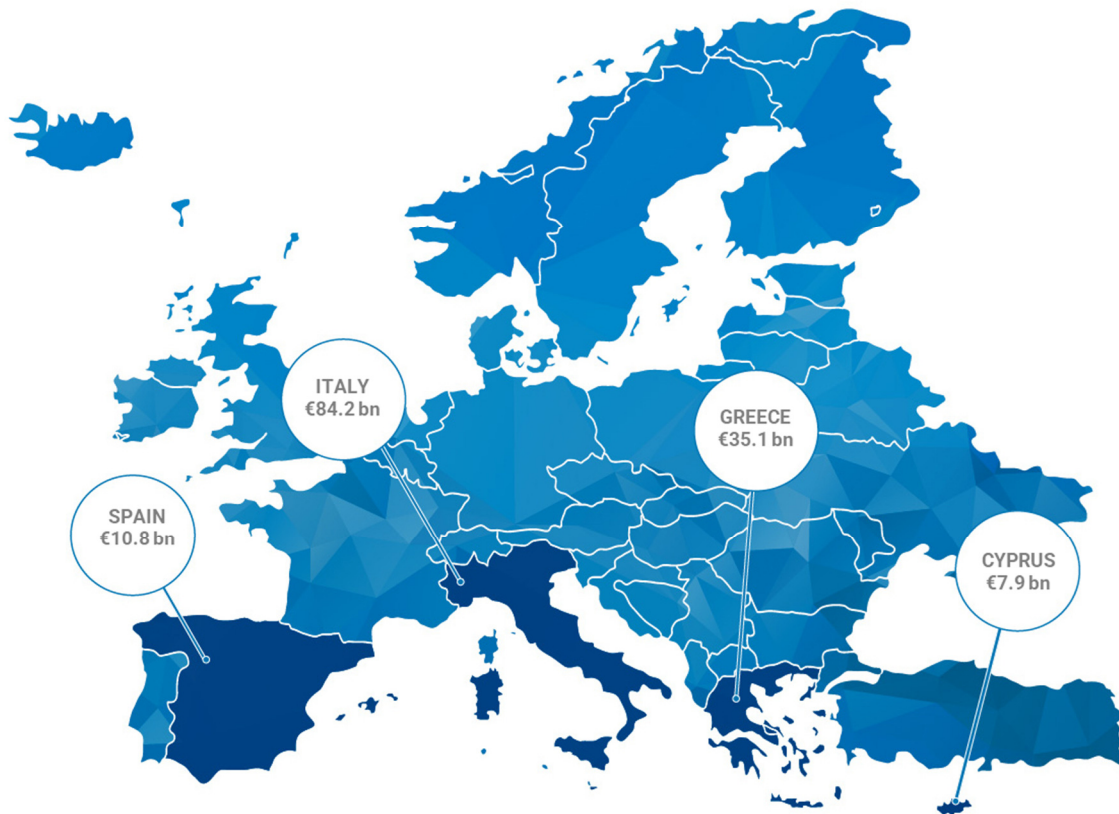 ITALY
€84.2 bn
GREECE
€35.1 bn
SPAIN
€10.8 bn
CYPRUS
€7.9 bn